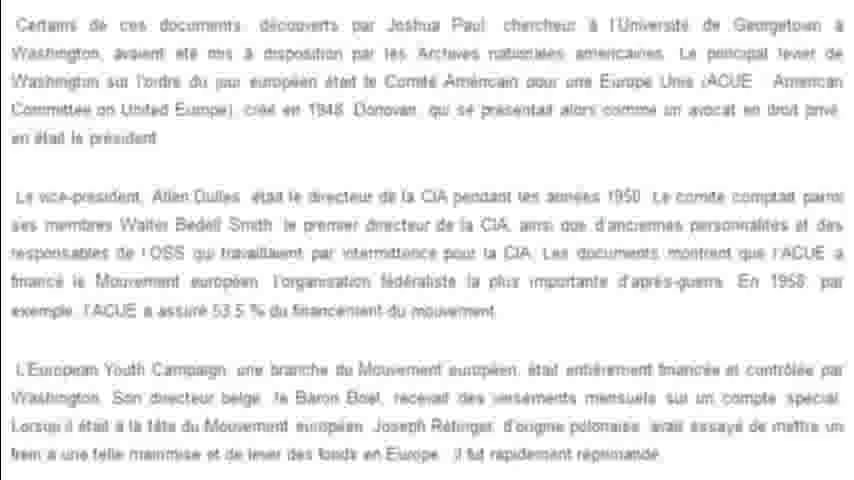 Certains de ces documents, découverts par Joshua Paul, chercheur à l'Université de Georgetown à
Washington, avaient été mis à disposition par les Archives nationales américaines. Le principal levier de
Washington sur l'ordre du jour européen était le Comité Américain pour une Europe Unie (ACUE : American
Committee on United Europe), créé en 1948. Donovan, qui se présentait alors comme un avocat en droit privé,
en était le président.
Le vice-président, Allen Dulles, était le directeur de la CIA pendant les années 1950. Le comité comptait parmi
ses membres Walter Bedell Smith, le premier directeur de la CIA, ainsi que d'anciennes personnalités et des
responsables de l'OSS qui travaillaient par intermittence pour la CIA. Les documents montrent que l'ACUE a
financé le Mouvement européen, l'organisation fédéraliste la plus importante d'après-guerre. En 1958, par
exemple, l'ACUE a assuré 53.5 % du financement du mouvement.
L'European Youth Campaign, une branche du Mouvement européen, était entièrement financée et contrôlée par
Washington. Son directeur belge, le Baron Boel, recevait des versements mensuels sur un compte spécial.
Lorsqu'il était à la tête du Mouvement européen, Joseph Retinger, d'origine polonaise, avait essayé de mettre un
frein à une telle mainmise et de lever des fonds en Europe ; il fut rapidement réprimandé.